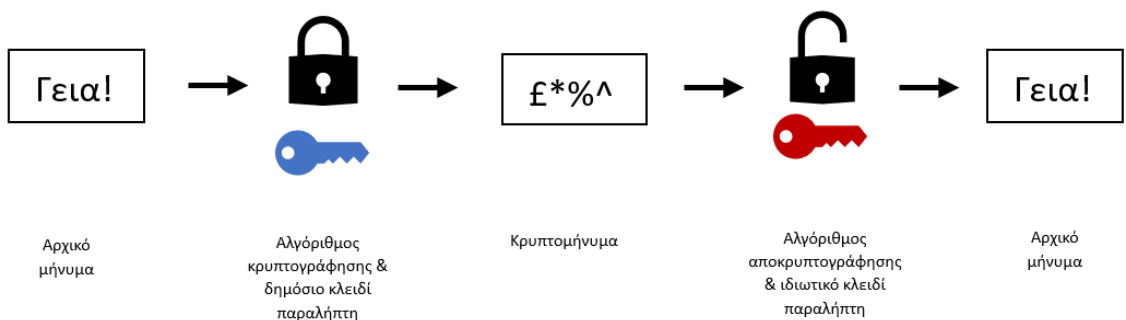 Γεια!
£*%^
Γεια!
Αρχικό
μήνυμα
Αλγόριθμος
κρυπτογράφησης &
δημόσιο κλειδί
παραλήπτη
Κρυπτομήνυμα
Αλγόριθμος
αποκρυπτογράφησης
& ιδιωτικό κλειδί
παραλήπτη
Αρχικό
μήνυμα